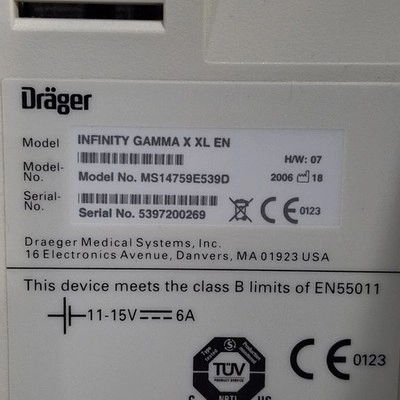 Dräger
Model INFINITY GAMMA X XL EN
H/W: 07
Model-No. Model No. MS14759E539D 2006 18
Serial-No. Serial No. 5397200269 CE 0123
Draeger Medical Systems, Inc.
16 Electronics Avenue, Danvers, MA 01923 USA
This device meets the class B limits of EN55011
11-15V 6A
TÜV
CE 0123
C NRTL US